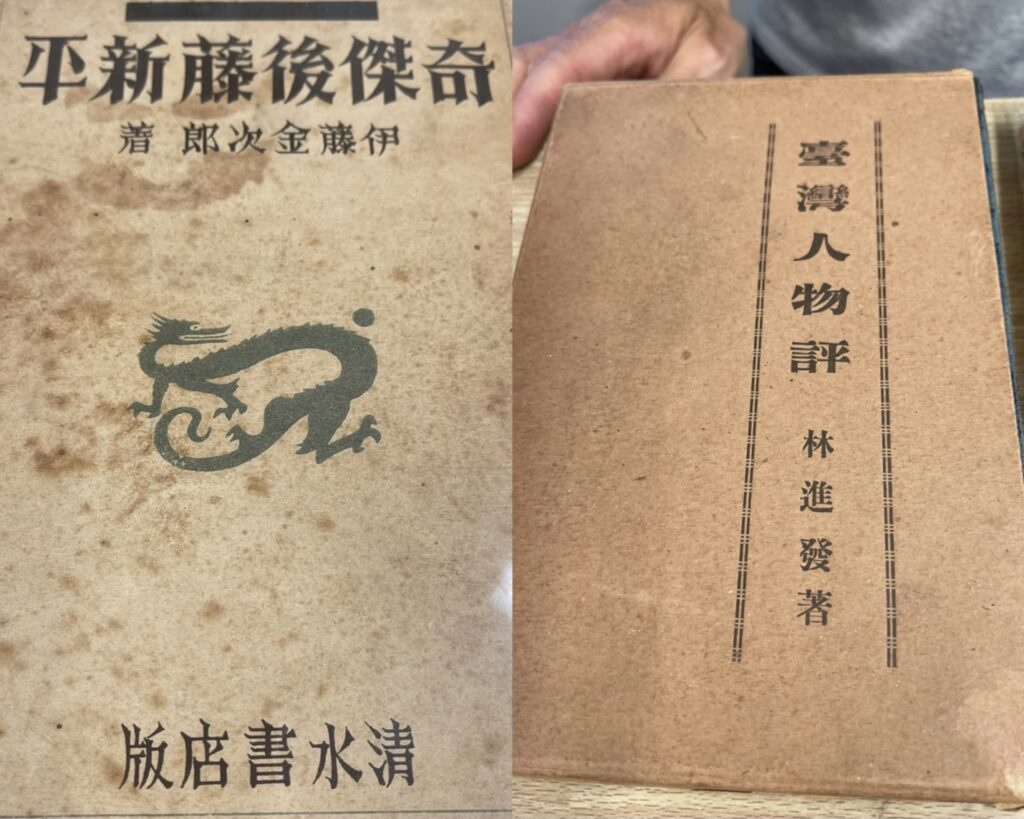 奇傑後藤新平
伊藤金次郎 著
清水書店版
臺灣人物評 林進發著